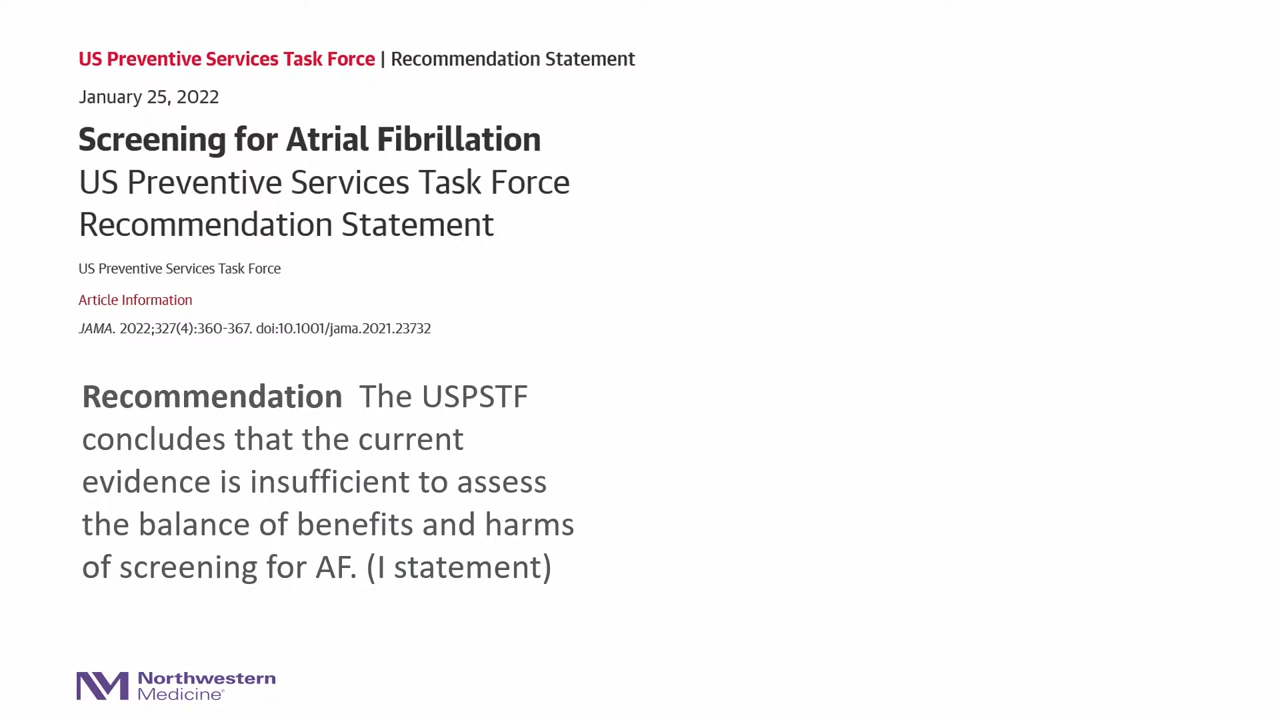 US Preventive Services Task Force | Recommendation Statement
January 25, 2022
Screening for Atrial Fibrillation
US Preventive Services Task Force
Recommendation Statement
US Preventive Services Task Force
Article Information
JAMA. 2022;327(4):360-367. doi:10.1001/jama.2021.23732
Recommendation The USPSTF
concludes that the current
evidence is insufficient to assess
the balance of benefits and harms
of screening for AF. (I statement)
NM Northwestern
Medicine®